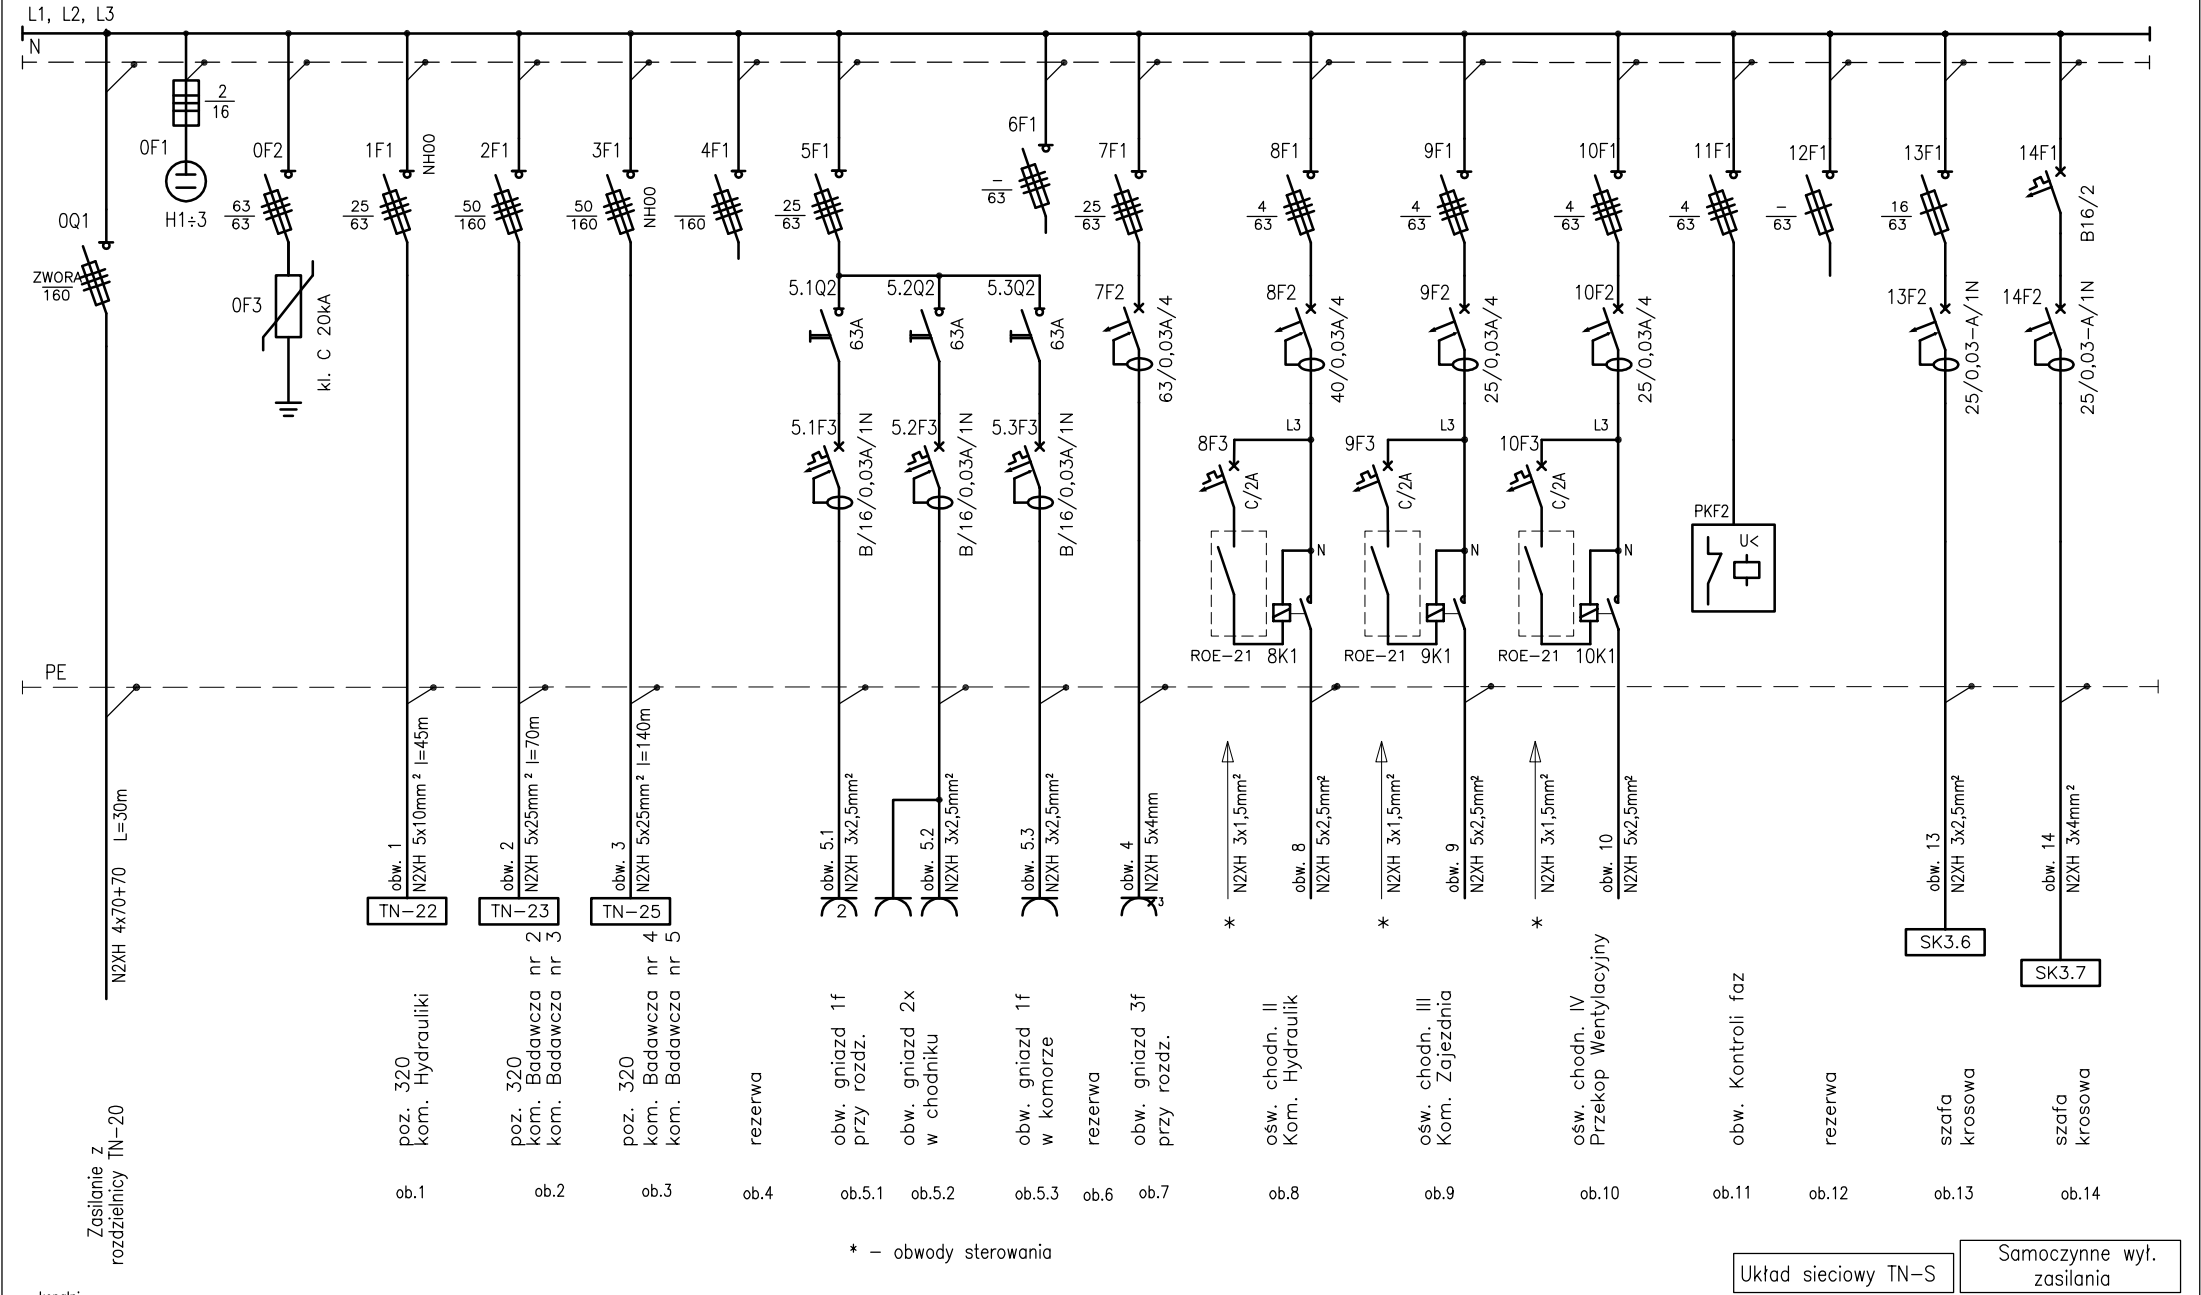 L1, L2, L3
N
0Q1
ZWORA
160
2
16
0F1
H1÷3
0F2
63
63
0F3
kl. C 20kA
1F1
NH00
25
63
2F1
50
160
3F1
50
160
NH00
4F1
160
5F1
25
63
6F1
–
63
7F1
25
63
8F1
4
63
9F1
4
63
10F1
4
63
11F1
4
63
12F1
–
63
13F1
16
63
14F1
B16/2
5.1Q2
63A
5.2Q2
63A
5.3Q2
63A
7F2
63/0,03A/4
8F2
40/0,03A/4
9F2
25/0,03A/4
10F2
25/0,03A/4
13F2
25/0,03-A/1N
14F2
25/0,03-A/1N
5.1F3
B/16/0,03A/1N
5.2F3
B/16/0,03A/1N
5.3F3
B/16/0,03A/1N
8F3
L3
C/2A
N
ROE-21
8K1
9F3
L3
C/2A
N
ROE-21
9K1
10F3
L3
C/2A
N
ROE-21
10K1
PKF2
U<
PE
N2XH 4x70+70 L=30m
obw. 1
N2XH 5x10mm² l=45m
obw. 2
N2XH 5x25mm² l=70m
obw. 3
N2XH 5x25mm² l=140m
obw. 5.1
N2XH 3x2,5mm²
obw. 5.2
N2XH 3x2,5mm²
obw. 5.3
N2XH 3x2,5mm²
obw. 4
N2XH 5x4mm
N2XH 3x1,5mm²
obw. 8
N2XH 5x2,5mm²
N2XH 3x1,5mm²
obw. 9
N2XH 5x2,5mm²
N2XH 3x1,5mm²
obw. 10
N2XH 5x2,5mm²
obw. 13
N2XH 3x2,5mm²
obw. 14
N2XH 3x4mm²
TN-22
TN-23
TN-25
2
x3
*
*
*
SK3.6
SK3.7
Zasilanie z
rozdzielnicy TN-20
poz. 320
kom. Hydrauliki
poz. 320
kom. Badawcza nr 2
kom. Badawcza nr 3
poz. 320
kom. Badawcza nr 4
kom. Badawcza nr 5
rezerwa
obw. gniazd 1f
przy rozdz.
obw. gniazd 2x
w chodniku
obw. gniazd 1f
w komorze
rezerwa
obw. gniazd 3f
przy rozdz.
ośw. chodn. II
Kom. Hydraulik
ośw. chodn. III
Kom. Zajezdnia
ośw. chodn. IV
Przekop Wentylacyjny
obw. Kontroli faz
rezerwa
szafa
krosowa
szafa
krosowa
ob.1
ob.2
ob.3
ob.4
ob.5.1
ob.5.2
ob.5.3
ob.6
ob.7
ob.8
ob.9
ob.10
ob.11
ob.12
ob.13
ob.14
* – obwody sterowania
Układ sieciowy TN-S
Samoczynne wył.
zasilania